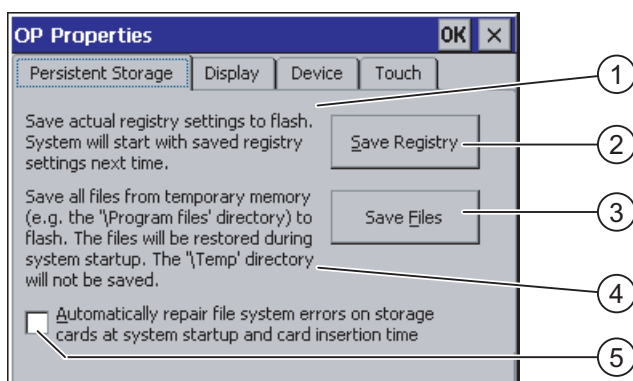 OP Properties OK ×
Persistent Storage Display Device Touch
1
Save actual registry settings to flash.
System will start with saved registry
settings next time.
Save Registry
2
Save all files from temporary memory
(e.g. the '\Program files' directory) to
flash. The files will be restored during
system startup. The '\Temp' directory
will not be saved.
Save Files
3
4
Automatically repair file system errors on storage
cards at system startup and card insertion time
5